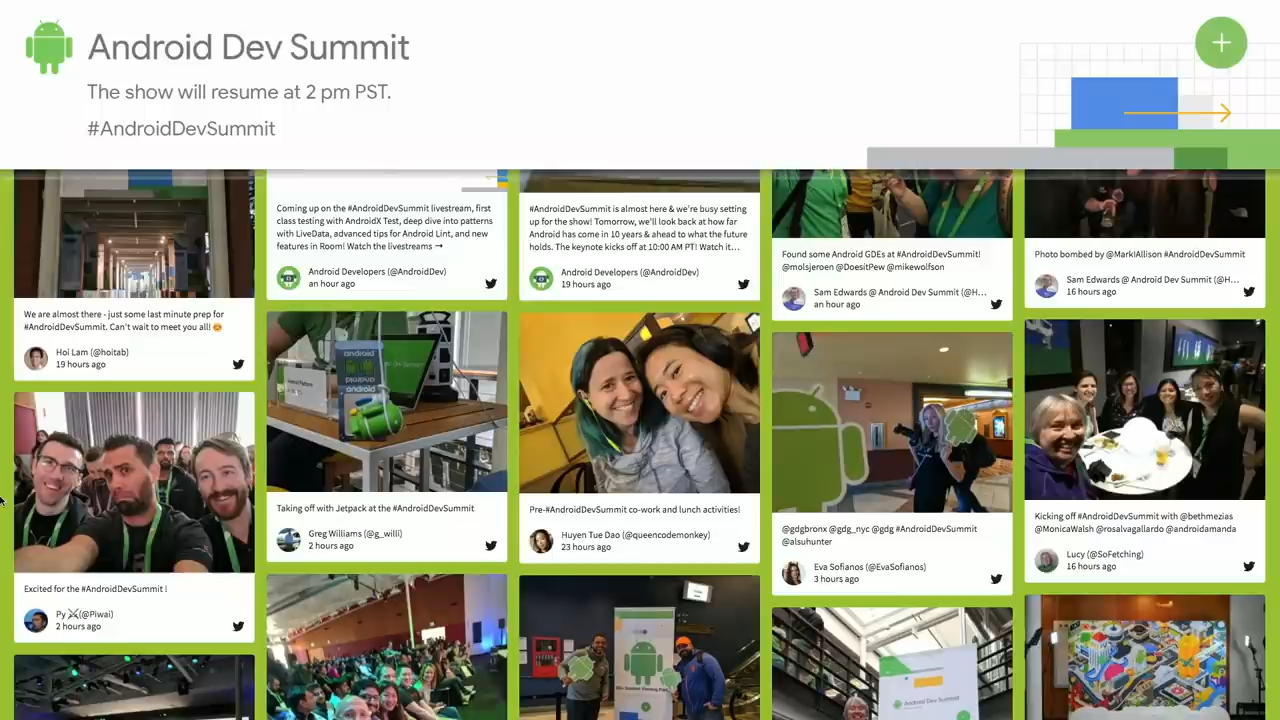 Android Dev Summit
The show will resume at 2 pm PST.
#AndroidDevSummit
We are almost there - just some last minute prep for
#AndroidDevSummit. Can't wait to meet you all! 😍
Hoi Lam (@hoitab)
19 hours ago
Excited for the #AndroidDevSummit !
Py ⚔(@Piwai)
2 hours ago
Coming up on the #AndroidDevSummit livestream, first
class testing with AndroidX Test, deep dive into patterns
with LiveData, advanced tips for Android Lint, and new
features in Room! Watch the livestreams →
Android Developers (@AndroidDev)
an hour ago
android
android
Taking off with Jetpack at the #AndroidDevSummit
Greg Williams (@g_willi)
2 hours ago
#AndroidDevSummit is almost here & we're busy setting
up for the show! Tomorrow, we'll look back at how far
Android has come in 10 years & ahead to what the future
holds. The keynote kicks off at 10:00 AM PT! Watch it…
Android Developers (@AndroidDev)
19 hours ago
Pre-#AndroidDevSummit co-work and lunch activities!
Huyen Tue Dao (@queencodemonkey)
23 hours ago
Found some Android GDEs at #AndroidDevSummit!
@molsjeroen @DoesitPew @mikewolfson
Sam Edwards @ Android Dev Summit (@H…
an hour ago
@gdgbronx @gdg_nyc @gdg #AndroidDevSummit
@alsuhunter
Eva Sofianos (@EvaSofianos)
3 hours ago
Android Dev Summit
Photo bombed by @MarkIAllison #AndroidDevSummit
Sam Edwards @ Android Dev Summit (@H…
16 hours ago
Kicking off #AndroidDevSummit with @bethmezias
@MonicaWalsh @rosalvagallardo @androidamanda
Lucy (@SoFetching)
16 hours ago